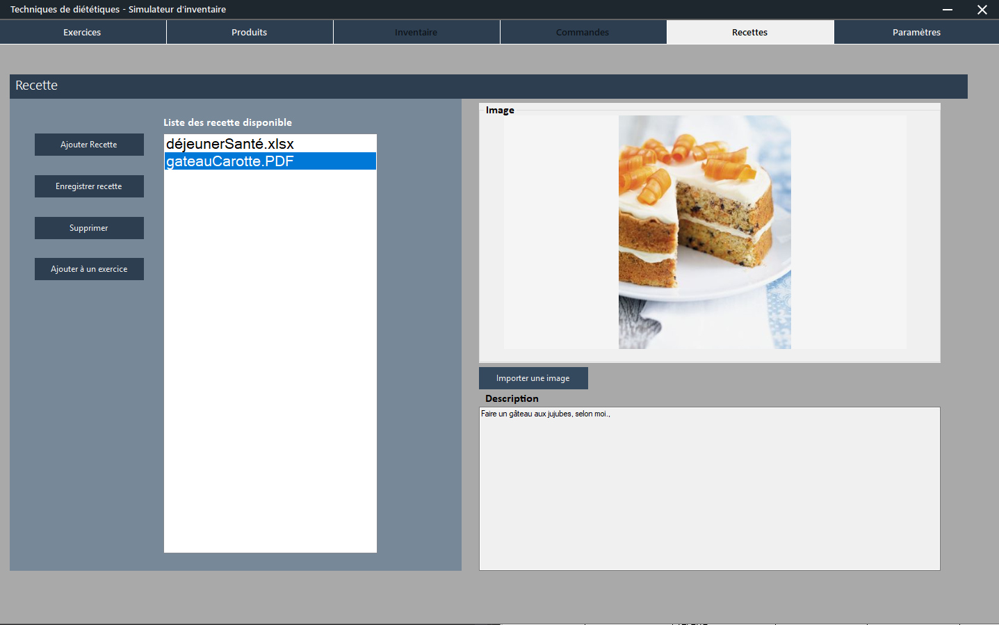 Techniques de diététiques - Simulateur d'inventaire
Exercices
Produits
Inventaire
Commandes
Recettes
Paramètres
Recette
Liste des recette disponible
Ajouter Recette
Enregistrer recette
Supprimer
Ajouter à un exercice
déjeunerSanté.xlsx
gateauCarotte.PDF
Image
Importer une image
Description
Faire un gâteau aux jujubes, selon moi.,